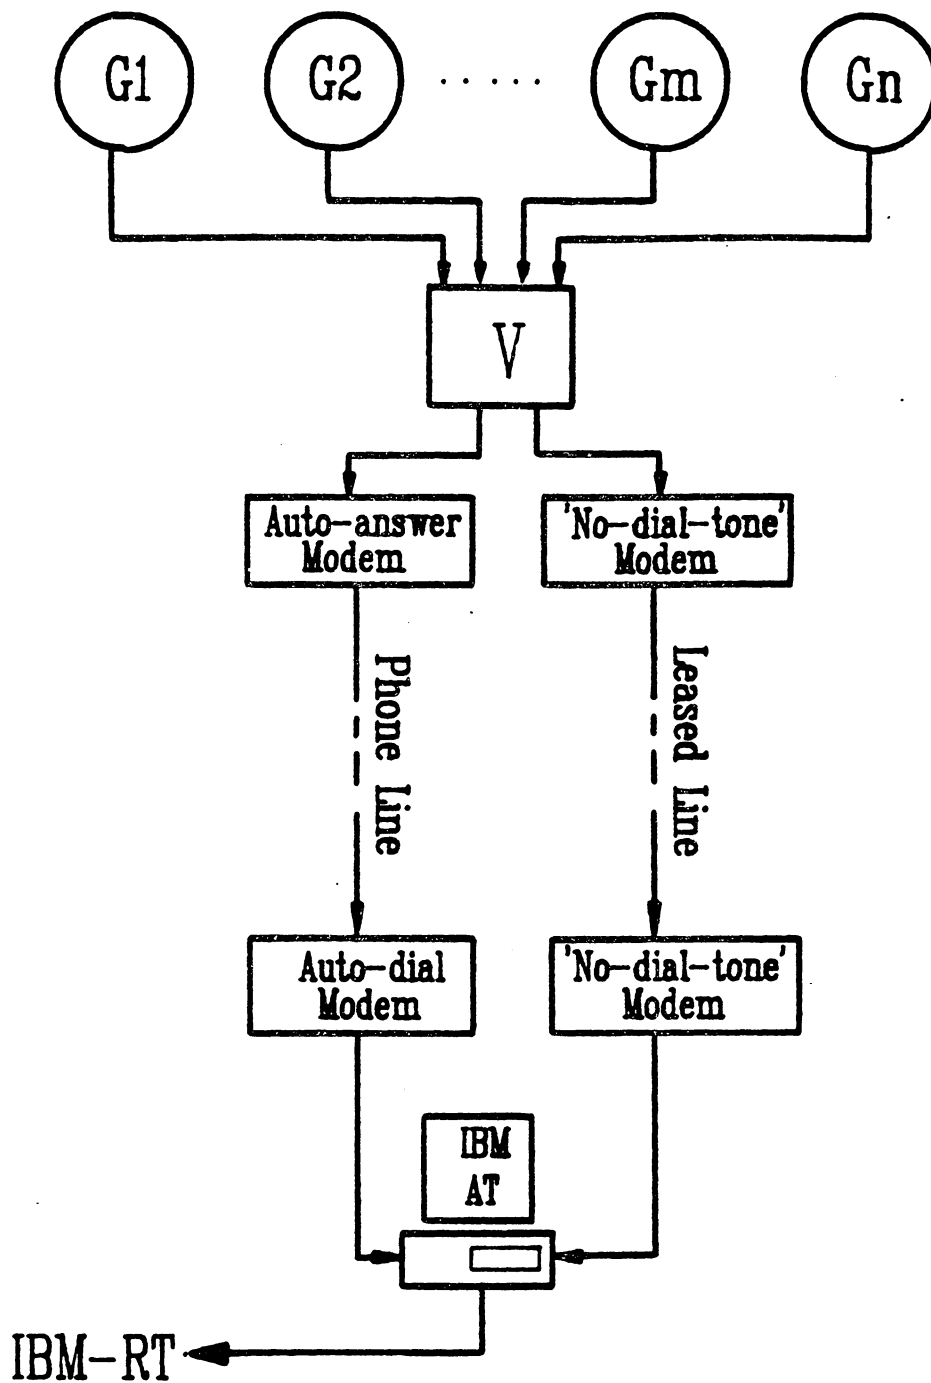 G1 G2 ..... Gm Gn
V
Auto-answer
Modem
'No-dial-tone'
Modem
Phone Line
Leased Line
Auto-dial
Modem
'No-dial-tone'
Modem
IBM
AT
IBM-RT